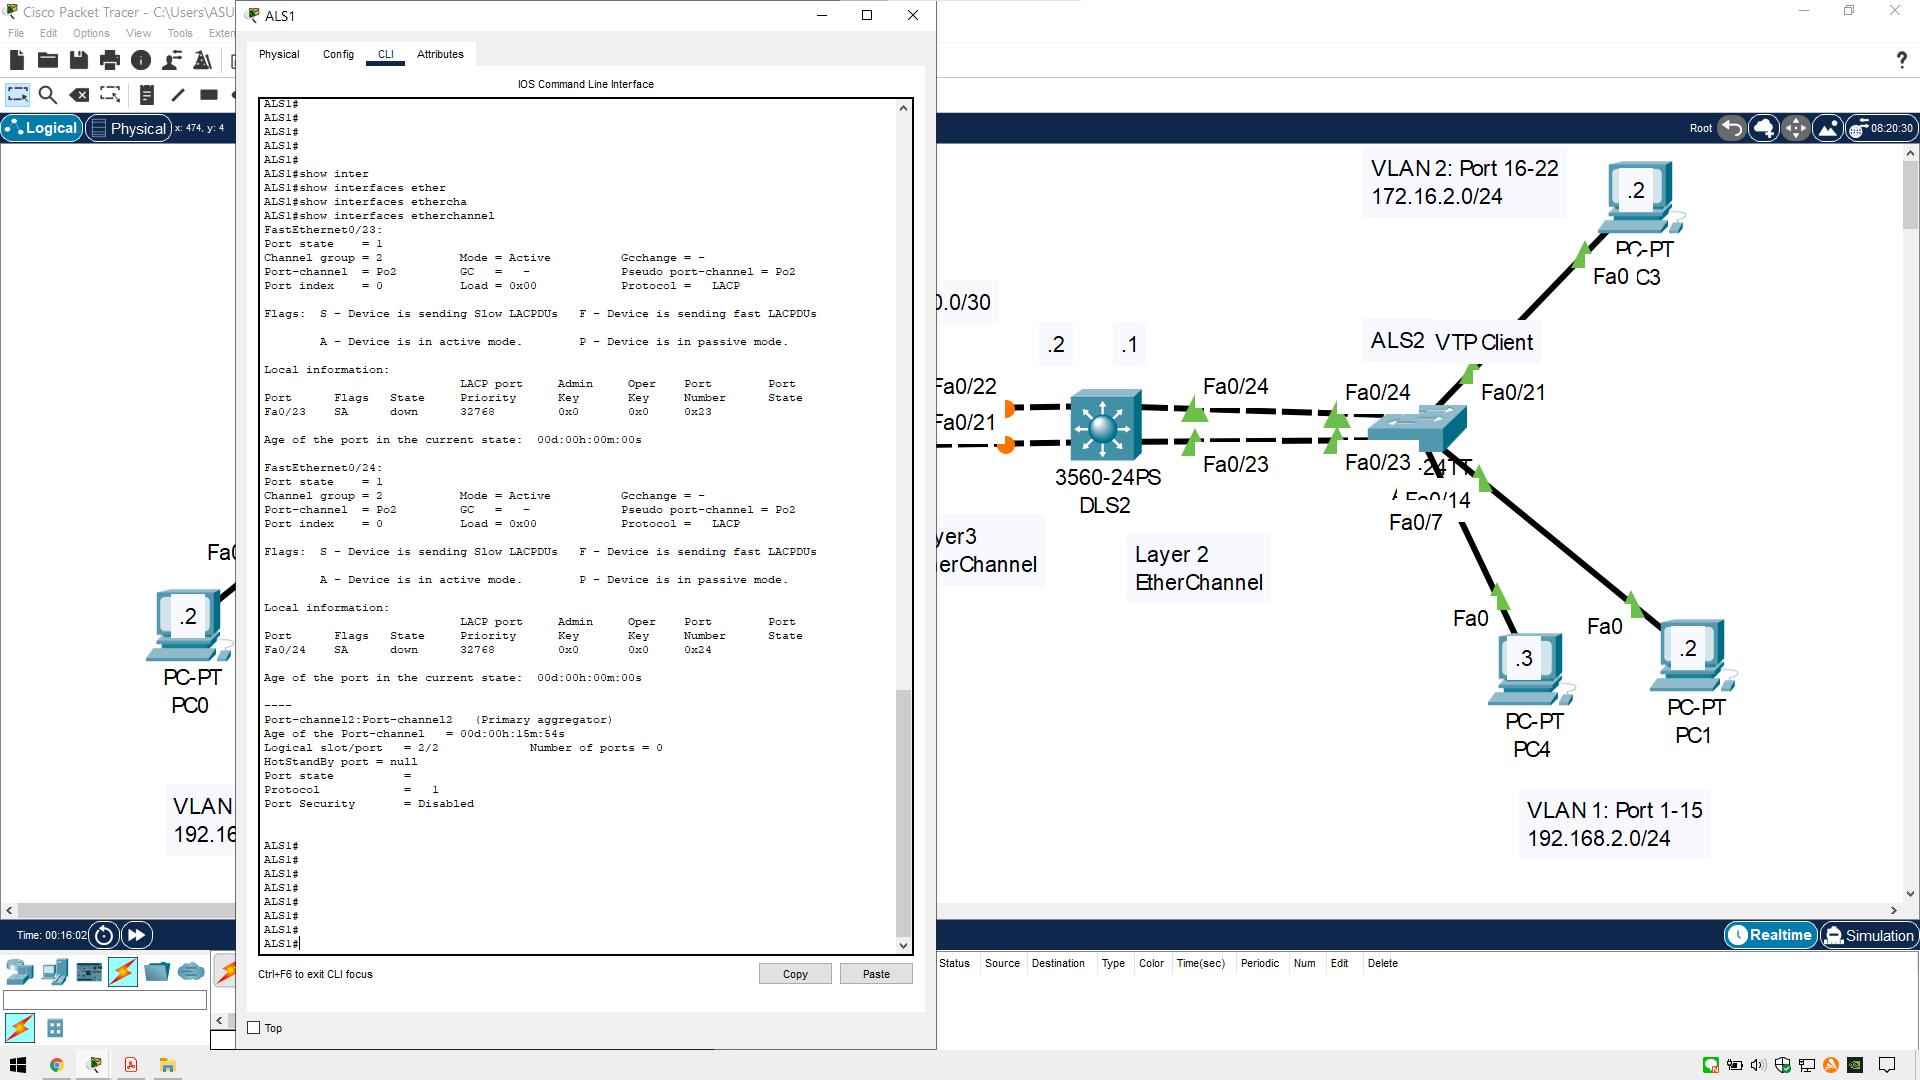 Cisco Packet Tracer - C:\Users\ASU
File Edit Options View Tools Exten
Logical Physical x: 474, y: 4
ALS1
Physical Config CLI Attributes
IOS Command Line Interface
ALS1#
ALS1#
ALS1#
ALS1#
ALS1#
ALS1#show inter
ALS1#show interfaces ether
ALS1#show interfaces ethercha
ALS1#show interfaces etherchannel
FastEthernet0/23:
Port state = 1
Channel group = 2 Mode = Active Gcchange = -
Port-channel = Po2 GC = - Pseudo port-channel = Po2
Port index = 0 Load = 0x00 Protocol = LACP
Flags: S - Device is sending Slow LACPDUs F - Device is sending fast LACPDUs
A - Device is in active mode. P - Device is in passive mode.
Local information:
LACP port Admin Oper Port Port
Port Flags State Priority Key Key Number State
Fa0/23 SA down 32768 0x0 0x0 0x23
Age of the port in the current state: 00d:00h:00m:00s
FastEthernet0/24:
Port state = 1
Channel group = 2 Mode = Active Gcchange = -
Port-channel = Po2 GC = - Pseudo port-channel = Po2
Port index = 0 Load = 0x00 Protocol = LACP
Flags: S - Device is sending Slow LACPDUs F - Device is sending fast LACPDUs
A - Device is in active mode. P - Device is in passive mode.
Local information:
LACP port Admin Oper Port Port
Port Flags State Priority Key Key Number State
Fa0/24 SA down 32768 0x0 0x0 0x24
Age of the port in the current state: 00d:00h:00m:00s
----
Port-channel2:Port-channel2 (Primary aggregator)
Age of the Port-channel = 00d:00h:15m:54s
Logical slot/port = 2/2 Number of ports = 0
HotStandBy port = null
Port state =
Protocol = 1
Port Security = Disabled
ALS1#
ALS1#
ALS1#
ALS1#
ALS1#
ALS1#
ALS1#
ALS1#
Ctrl+F6 to exit CLI focus
Copy Paste
Top
Root 08:20:30
VLAN 2: Port 16-22
172.16.2.0/24
.2
PC-PT
Fa0 C3
0.0/30
.2 .1
ALS2 VTP Client
Fa0/22 Fa0/24 Fa0/24 Fa0/21
Fa0/21
Fa0/23 Fa0/23 .24TT
3560-24PS
DLS2
Fa0/14
Fa0/7
yer3
erChannel
Layer 2
EtherChannel
Fa0 Fa0
.3 .2
PC-PT
PC4
PC-PT
PC1
VLAN 1: Port 1-15
192.168.2.0/24
Fa0
.2
PC-PT
PC0
VLAN
192.16
Time: 00:16:02
Realtime Simulation
Status Source Destination Type Color Time(sec) Periodic Num Edit Delete